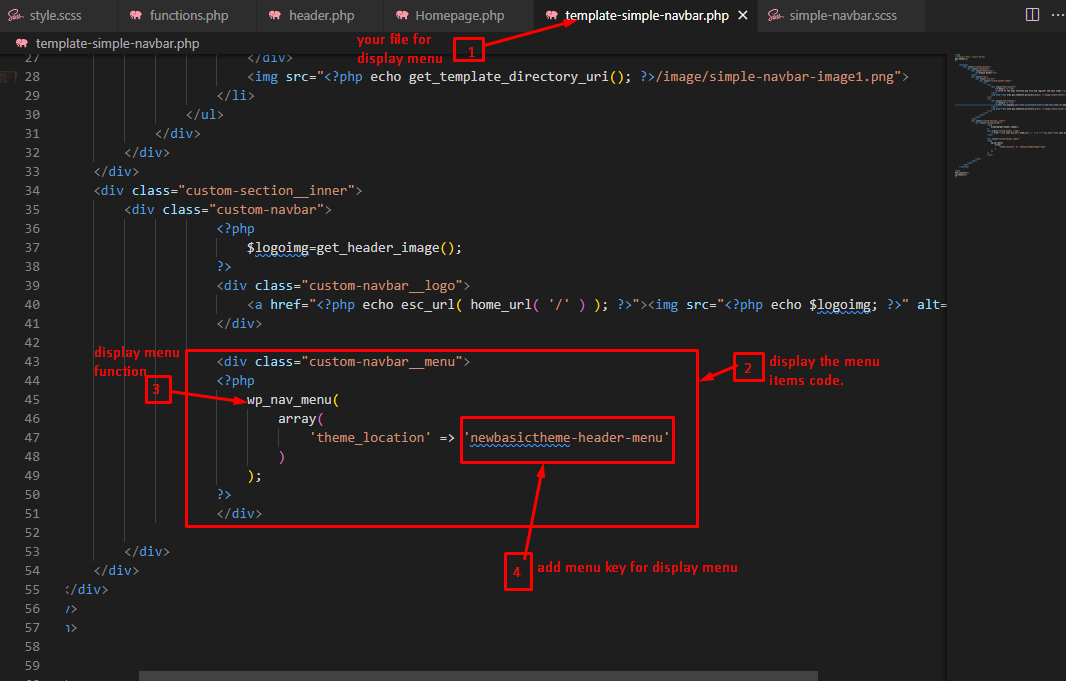 style.scss functions.php header.php Homepage.php template-simple-navbar.php simple-navbar.scss
template-simple-navbar.php
your file for
display menu
1
27 </div>
28 <img src="<?php echo get_template_directory_uri(); ?>/image/simple-navbar-image1.png">
29 </li>
30 </ul>
31 </div>
32 </div>
33 </div>
34 <div class="custom-section__inner">
35 <div class="custom-navbar">
36 <?php
37 $logoimg=get_header_image();
38 ?>
39 <div class="custom-navbar__logo">
40 <a href="<?php echo esc_url( home_url( '/' ) ); ?>"><img src="<?php echo $logoimg; ?>" alt=
41 </div>
42
display menu
function
3
43 <div class="custom-navbar__menu">
2
display the menu
items code.
44 <?php
45 wp_nav_menu(
46 array(
47 'theme_location' => 'newbasictheme-header-menu'
48 )
49 );
50 ?>
51 </div>
52
53 </div>
54 </div>
4
add menu key for display menu
55 </div>
56 >
57 >
58
59